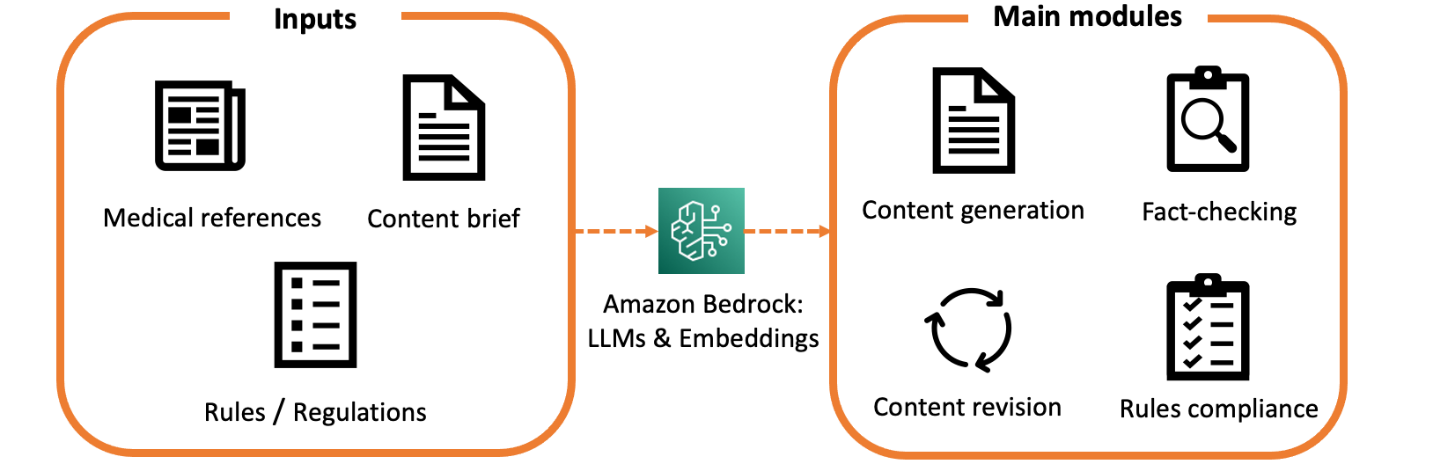 Inputs
Medical references
Content brief
Rules / Regulations
Amazon Bedrock:
LLMs & Embeddings
Main modules
Content generation
Fact-checking
Content revision
Rules compliance